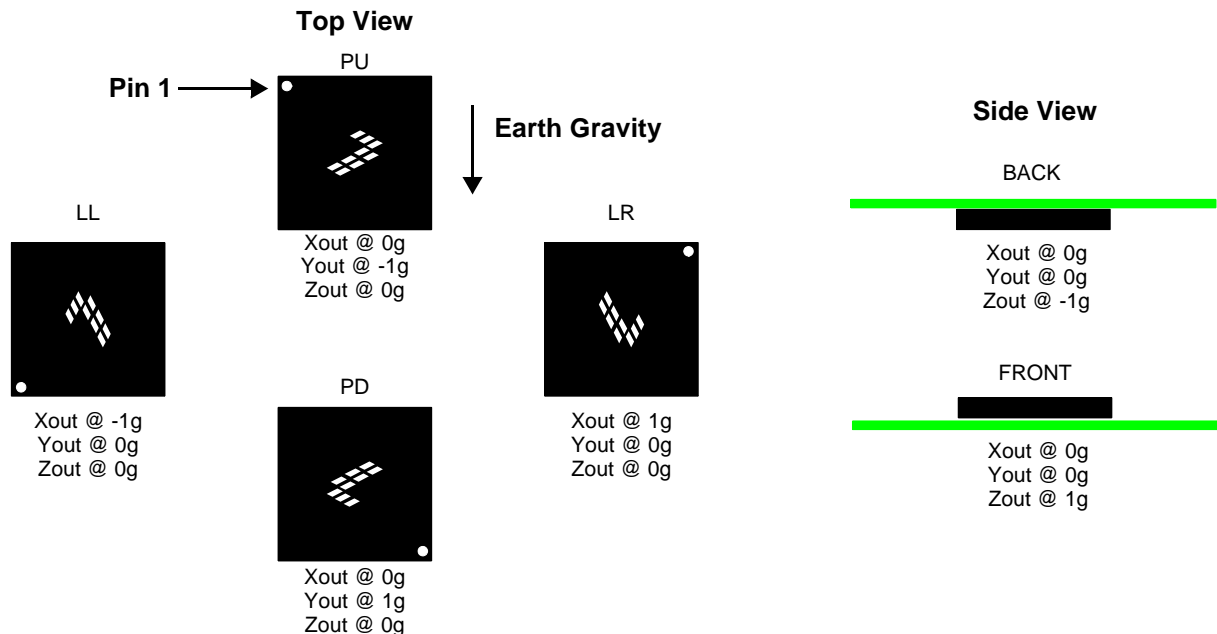 Top View
PU
Pin 1
Earth Gravity
Xout @ 0g
Yout @ -1g
Zout @ 0g
LL
Xout @ -1g
Yout @ 0g
Zout @ 0g
LR
Xout @ 1g
Yout @ 0g
Zout @ 0g
PD
Xout @ 0g
Yout @ 1g
Zout @ 0g
Side View
BACK
Xout @ 0g
Yout @ 0g
Zout @ -1g
FRONT
Xout @ 0g
Yout @ 0g
Zout @ 1g